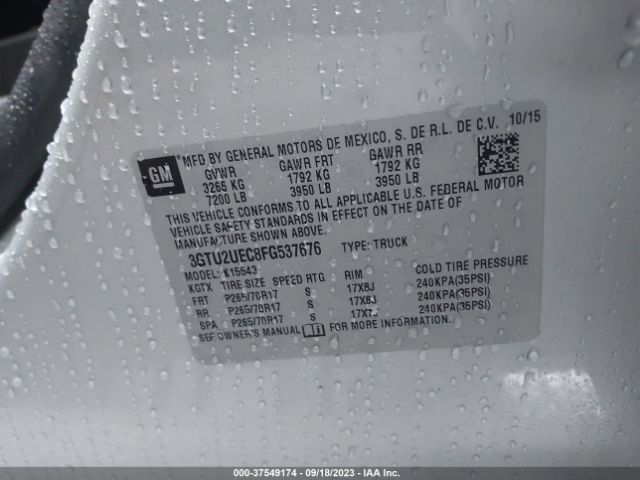 GM
*MFD BY GENERAL MOTORS DE MEXICO, S. DE R.L. DE C.V. 10/15
GVWR GAWR FRT GAWR RR
3266 KG 1792 KG 1792 KG
7200 LB 3950 LB 3950 LB
THIS VEHICLE CONFORMS TO ALL APPLICABLE U.S. FEDERAL MOTOR
VEHICLE SAFETY STANDARDS IN EFFECT ON THE DATE OF
MANUFACTURE SHOWN ABOVE.
3GTU2UEC8FG537676 TYPE: TRUCK
MODEL: K15543
KGTX TIRE SIZE SPEED RTG RIM COLD TIRE PRESSURE
FRT P265/70R17 S 17X8J 240KPA(35PSI)
RR P265/70R17 S 17X8J 240KPA(35PSI)
SPA P265/70R17 S 240KPA(35PSI)
SEE OWNER'S MANUAL FOR MORE INFORMATION.
000-37549174 - 09/18/2023 - IAA Inc.